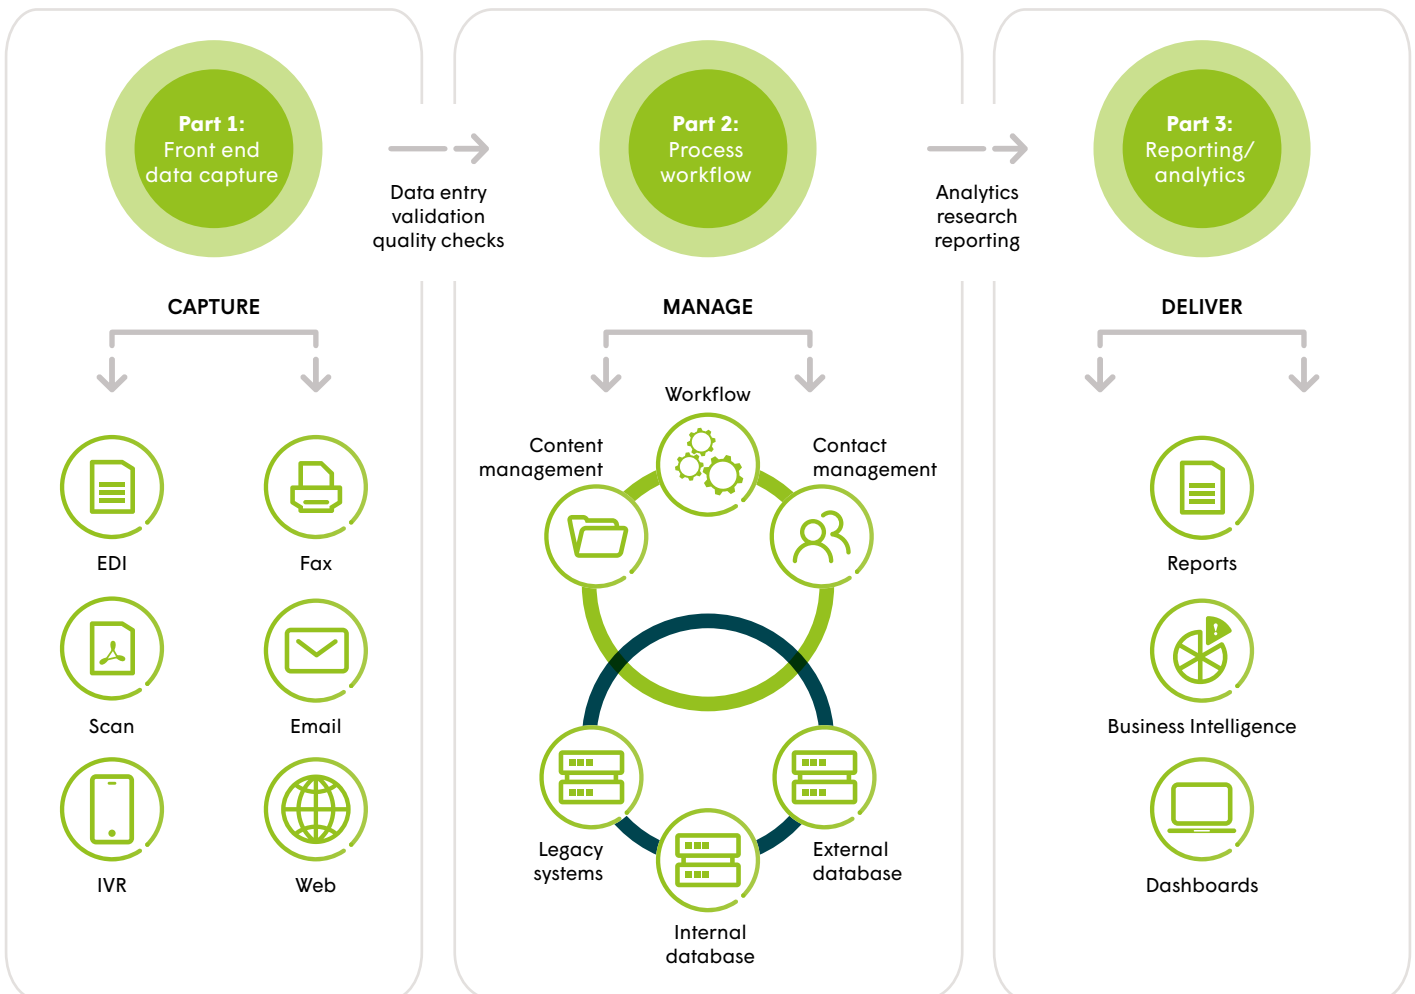 Part 1:
Front end
data capture
Data entry
validation
quality checks
Part 2:
Process
workflow
Analytics
research
reporting
Part 3:
Reporting/
analytics
CAPTURE
EDI
Fax
Scan
Email
IVR
Web
MANAGE
Workflow
Content
management
Contact
management
Legacy
systems
External
database
Internal
database
DELIVER
Reports
!
Business Intelligence
Dashboards